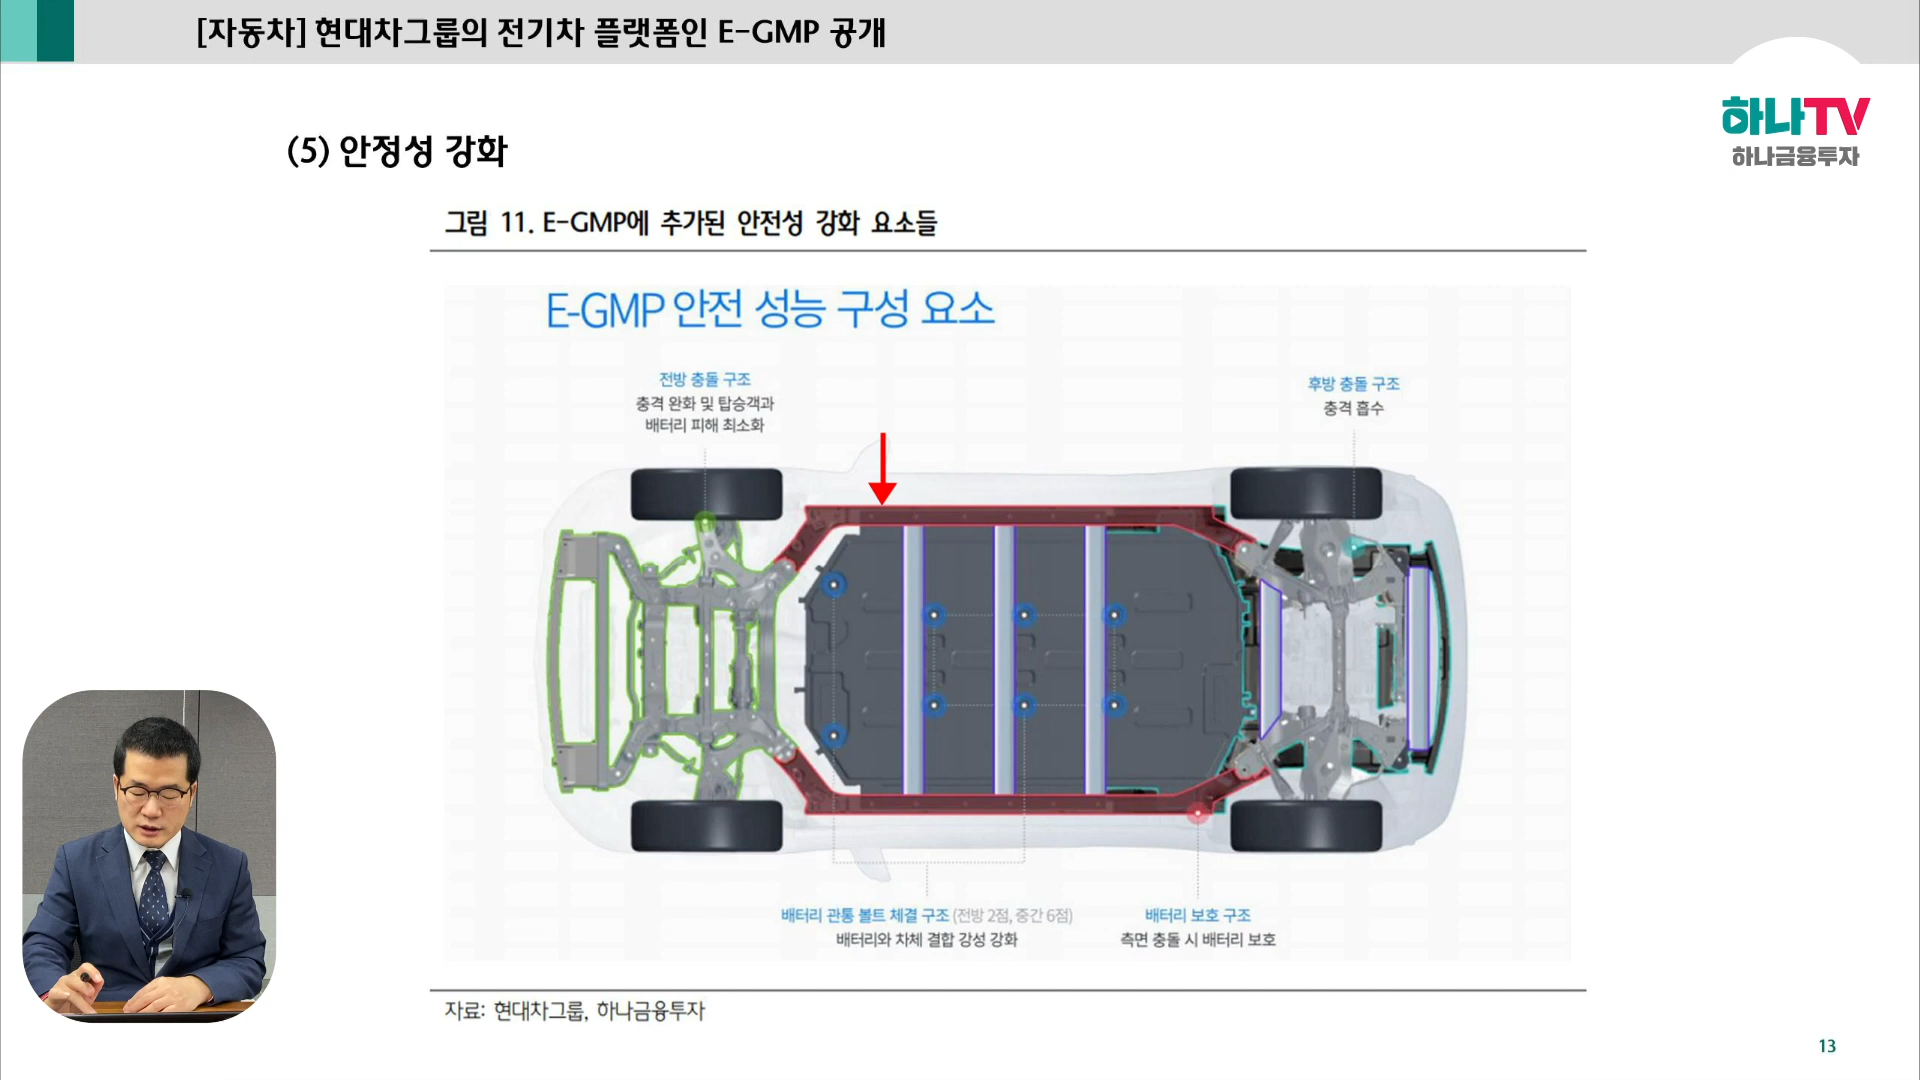 [자동차] 현대차그룹의 전기차 플랫폼인 E-GMP 공개
하나TV
하나금융투자
(5) 안정성 강화
그림 11. E-GMP에 추가된 안전성 강화 요소들
E-GMP 안전 성능 구성 요소
전방 충돌 구조
충격 완화 및 탑승객과
배터리 피해 최소화
후방 충돌 구조
충격 흡수
배터리 관통 볼트 체결 구조 (전방 2점, 중간 6점)
배터리와 차체 결합 강성 강화
배터리 보호 구조
측면 충돌 시 배터리 보호
자료: 현대차그룹, 하나금융투자
13